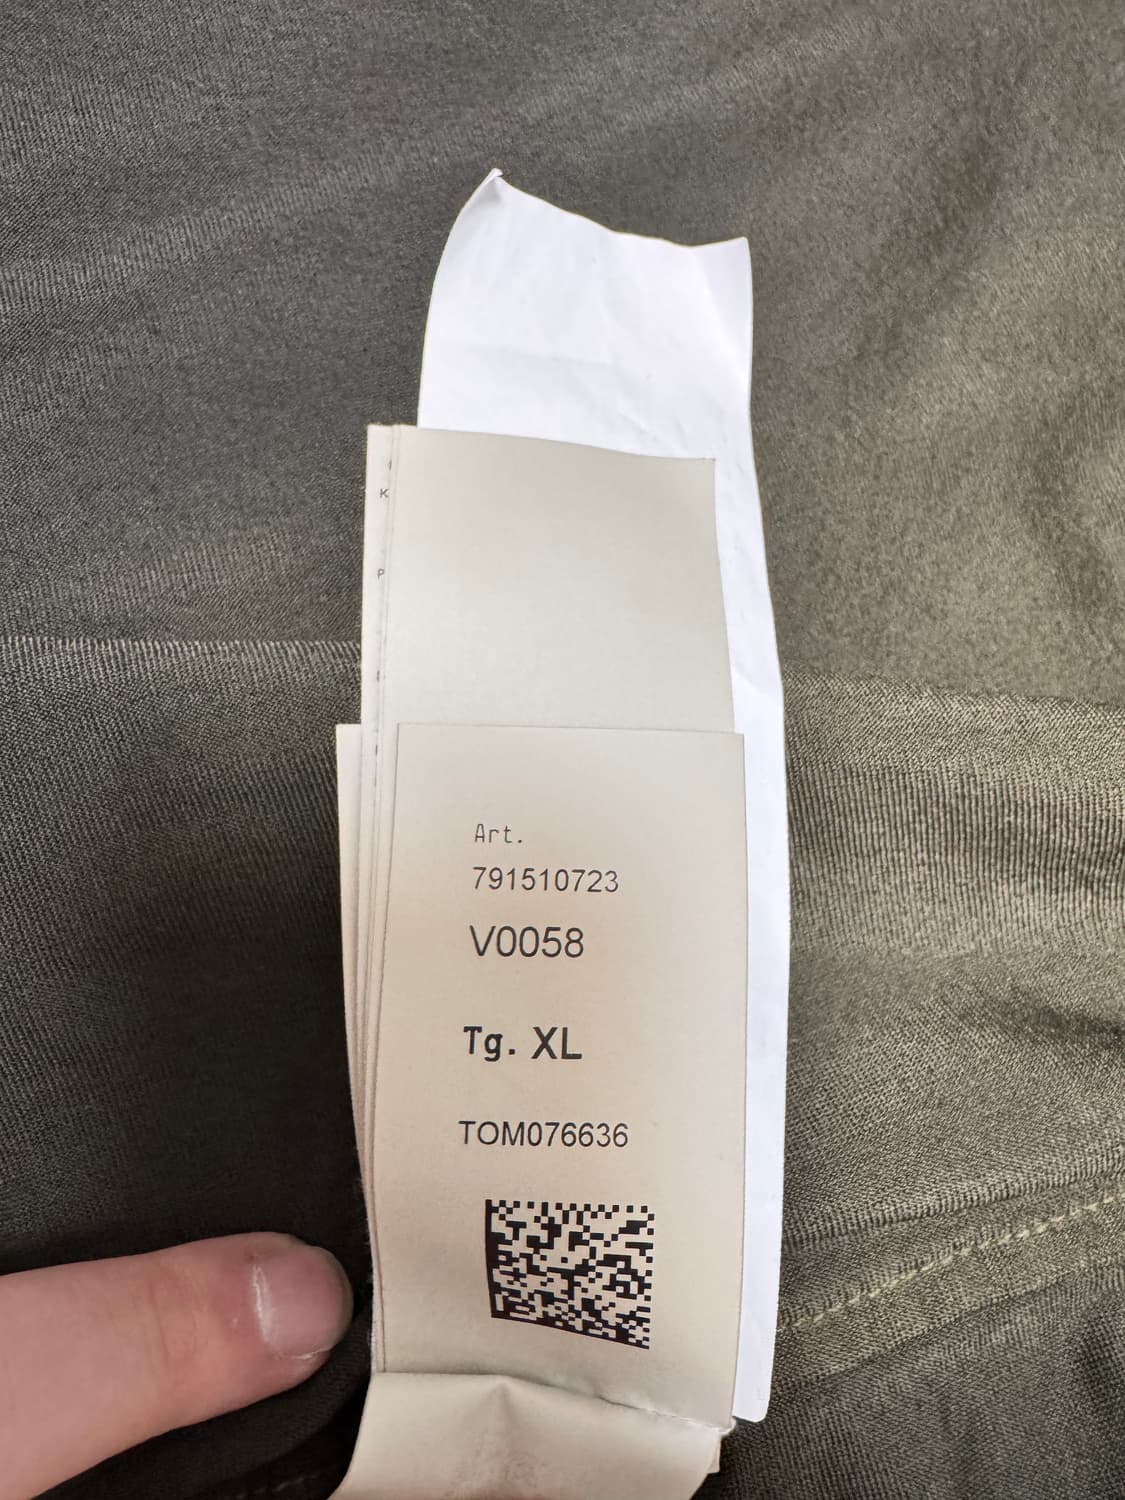 K
P
Art.
791510723
V0058
Tg. XL
TOM076636